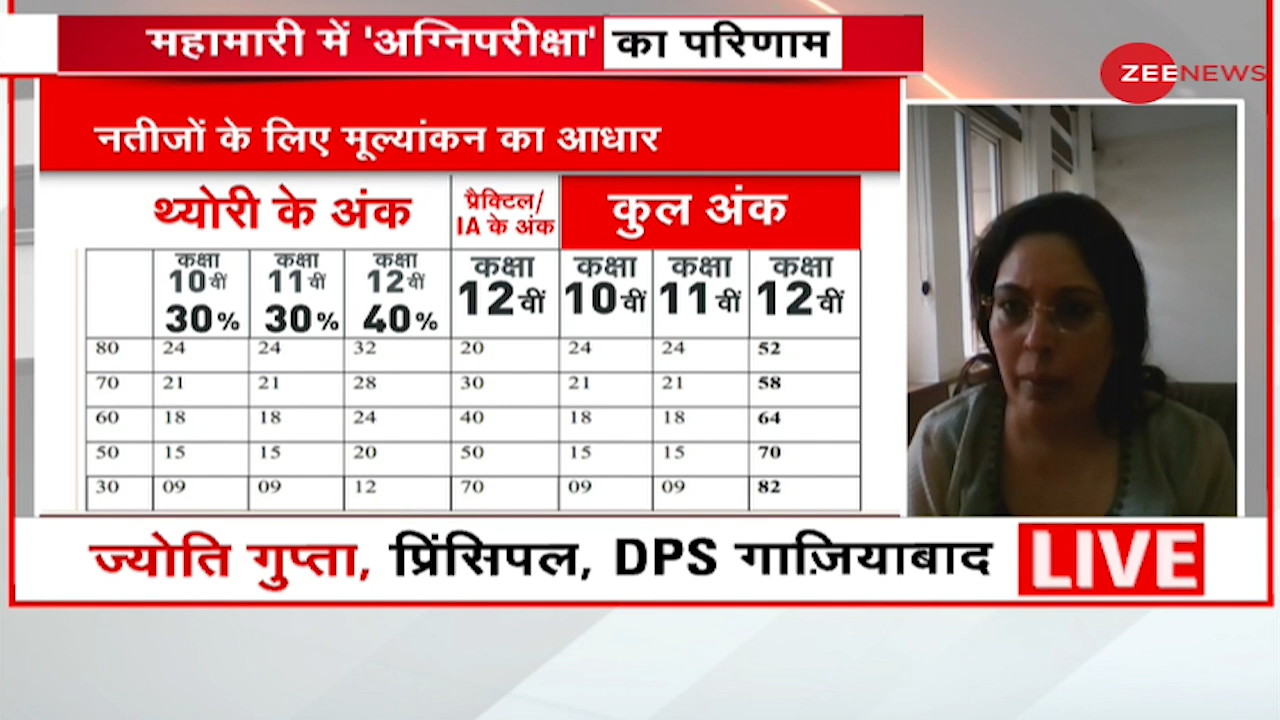 महामारी में 'अग्निपरीक्षा' का परिणाम
ZEENEWS
नतीजों के लिए मूल्यांकन का आधार
थ्योरी के अंक प्रैक्टिल/ IA के अंक कुल अंक
कक्षा 10वीं 30% कक्षा 11वीं 30% कक्षा 12वीं 40% कक्षा 12वीं कक्षा 10वीं कक्षा 11वीं कक्षा 12वीं
80 24 24 32 20 24 24 52
70 21 21 28 30 21 21 58
60 18 18 24 40 18 18 64
50 15 15 20 50 15 15 70
30 09 09 12 70 09 09 82
ज्योति गुप्ता, प्रिंसिपल, DPS गाज़ियाबाद LIVE